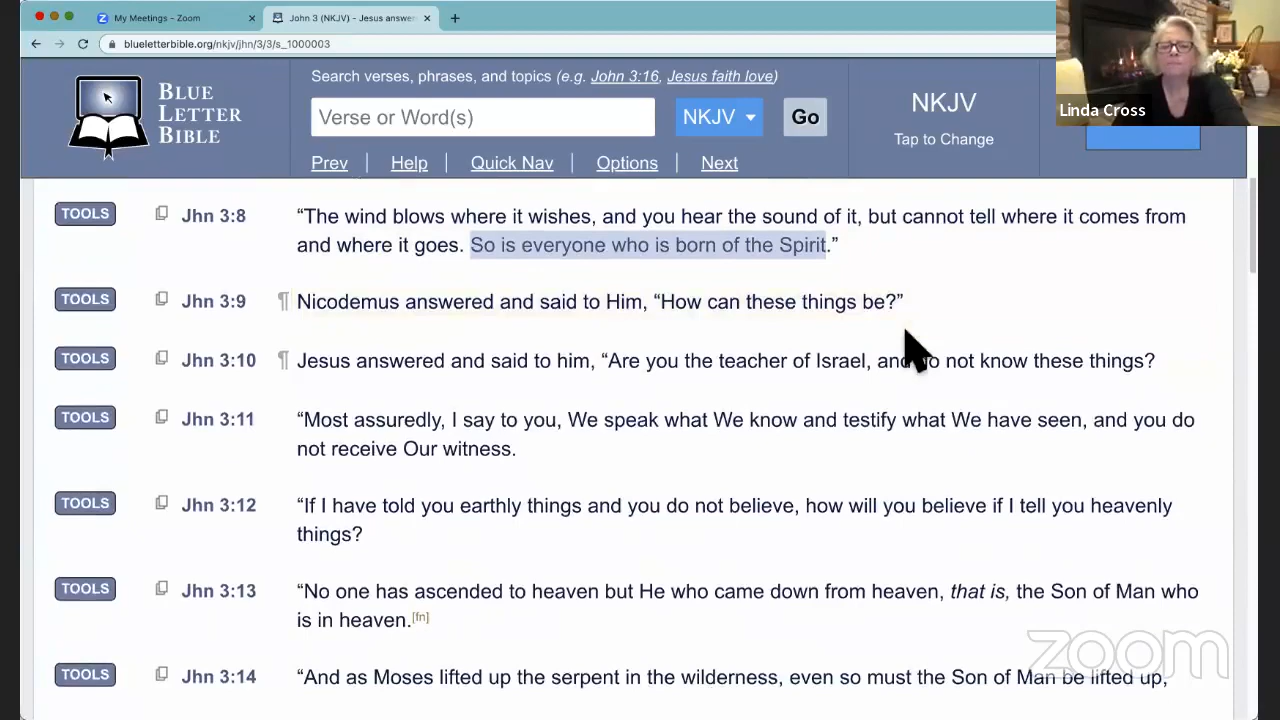 My Meetings - Zoom
John 3 (NKJV) - Jesus answer
blueletterbible.org/nkjv/jhn/3/3/s_1000003
BLUE
LETTER
BIBLE
Search verses, phrases, and topics (e.g. John 3:16, Jesus faith love)
Verse or Word(s)
NKJV
Go
Prev | Help | Quick Nav | Options | Next
NKJV
Tap to Change
Linda Cross
TOOLS Jhn 3:8 “The wind blows where it wishes, and you hear the sound of it, but cannot tell where it comes from
and where it goes. So is everyone who is born of the Spirit.”
TOOLS Jhn 3:9 ¶ Nicodemus answered and said to Him, “How can these things be?”
TOOLS Jhn 3:10 ¶ Jesus answered and said to him, “Are you the teacher of Israel, and do not know these things?
TOOLS Jhn 3:11 “Most assuredly, I say to you, We speak what We know and testify what We have seen, and you do
not receive Our witness.
TOOLS Jhn 3:12 “If I have told you earthly things and you do not believe, how will you believe if I tell you heavenly
things?
TOOLS Jhn 3:13 “No one has ascended to heaven but He who came down from heaven, that is, the Son of Man who
is in heaven.[fn]
TOOLS Jhn 3:14 “And as Moses lifted up the serpent in the wilderness, even so must the Son of Man be lifted up,
zoom